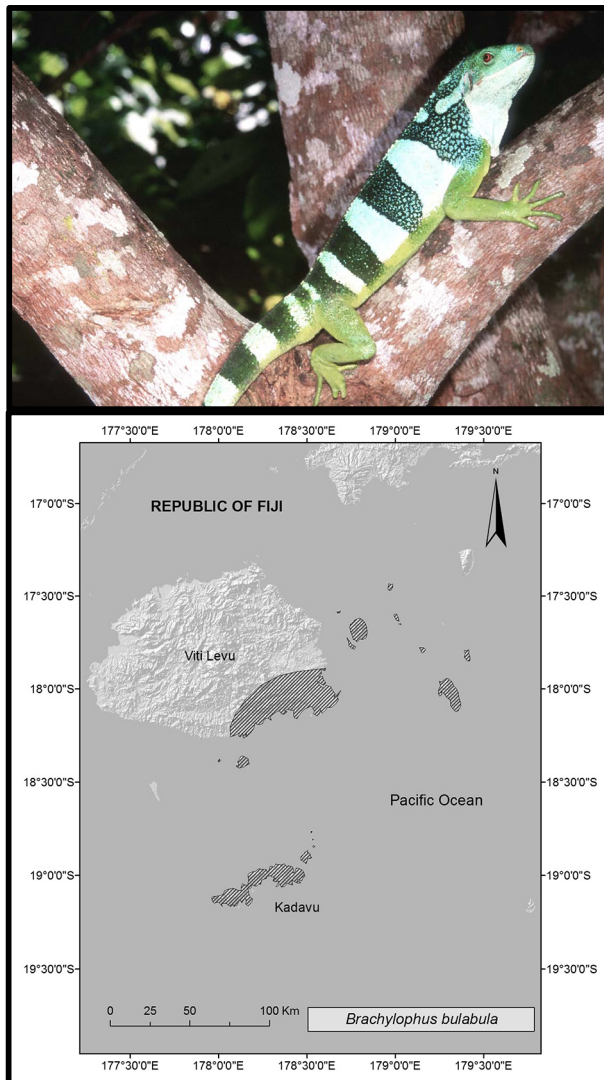 177°30'0"E 178°0'0"E 178°30'0"E 179°0'0"E 179°30'0"E
N
17°0'0"S 17°0'0"S
REPUBLIC OF FIJI
17°30'0"S 17°30'0"S
Viti Levu
18°0'0"S 18°0'0"S
18°30'0"S 18°30'0"S
Pacific Ocean
19°0'0"S 19°0'0"S
Kadavu
19°30'0"S 19°30'0"S
0 50 100 Km
Brachylophus bulabula
177°30'0"E 178°0'0"E 178°30'0"E 179°0'0"E 179°30'0"E